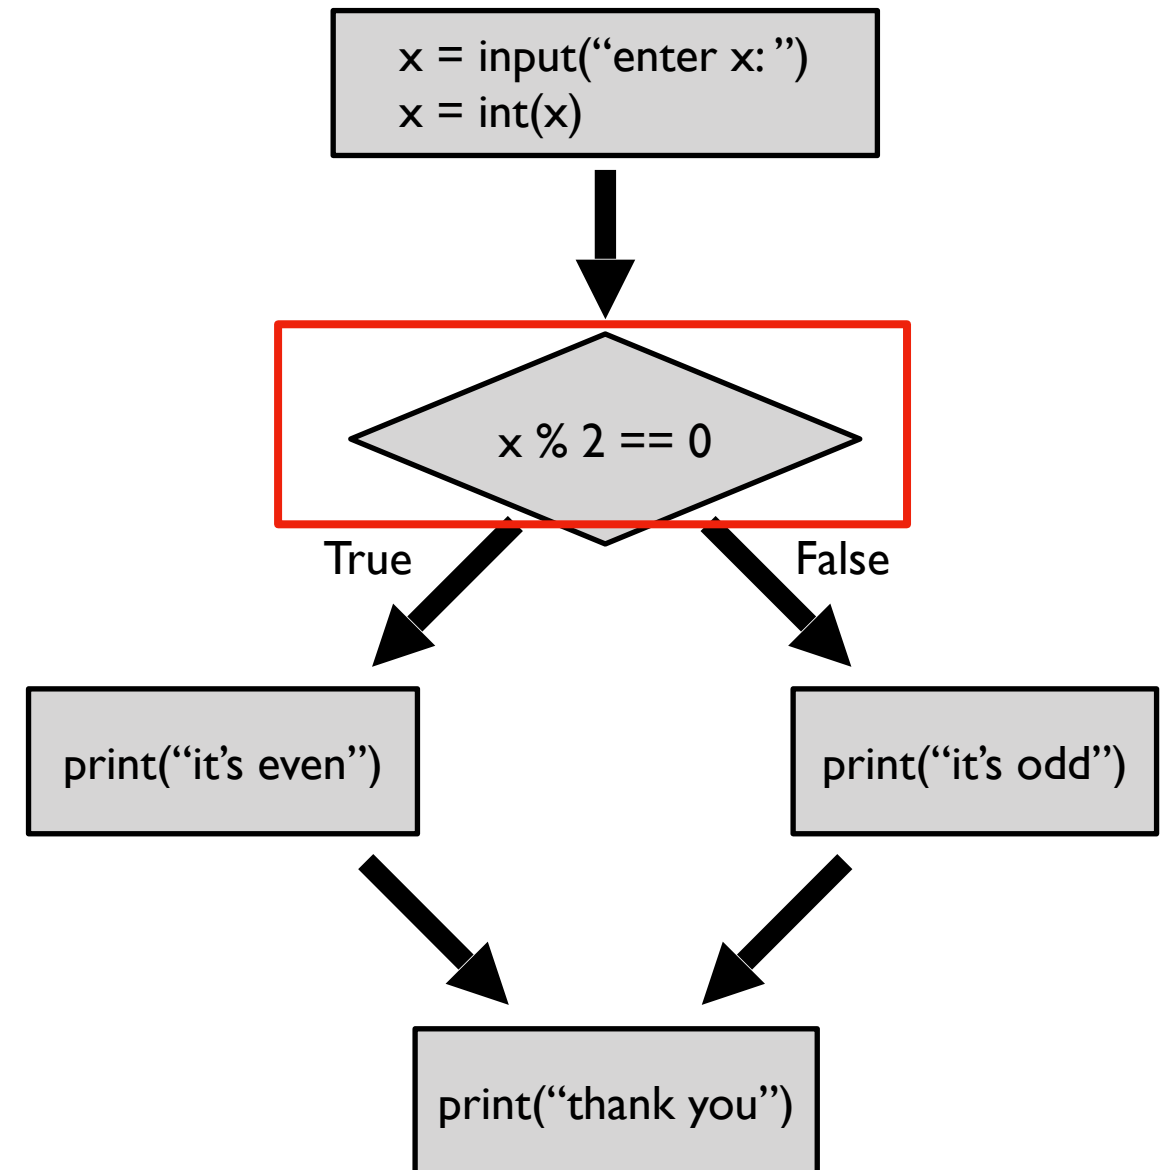 x = input(“enter x: ”)
x = int(x)
x % 2 == 0
True
False
print(“it’s even”)
print(“it’s odd”)
print(“thank you”)